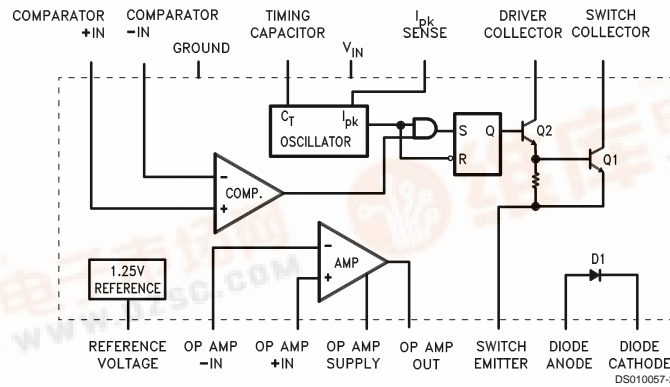 COMPARATOR +IN
COMPARATOR −IN
GROUND
TIMING CAPACITOR
VIN
Ipk SENSE
DRIVER COLLECTOR
SWITCH COLLECTOR
CT
Ipk
OSCILLATOR
S
Q
R
Q2
Q1
−
COMP.
+
−
AMP
+
1.25V
REFERENCE
D1
REFERENCE VOLTAGE
OP AMP −IN
OP AMP +IN
OP AMP SUPPLY
OP AMP OUT
SWITCH EMITTER
DIODE ANODE
DIODE CATHODE